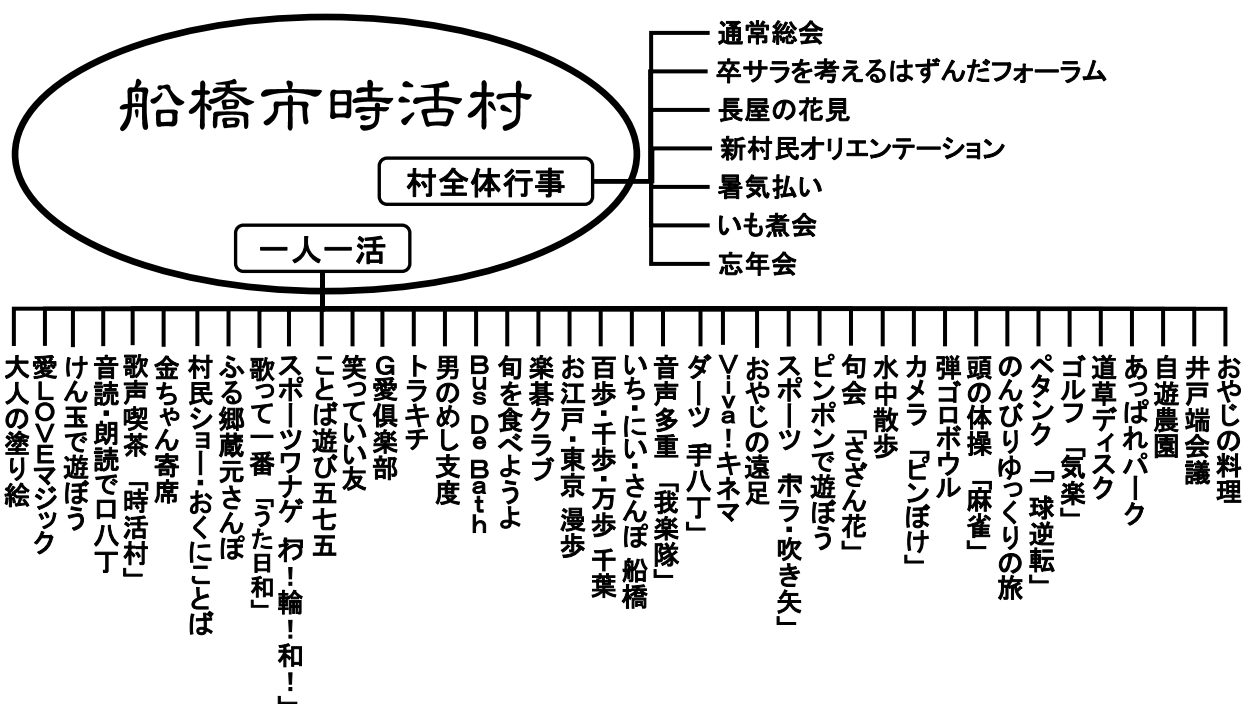 船橋市時活村
村全体行事
一人一活
通常総会
卒サラを考えるはずんだフォーラム
長屋の花見
新村民オリエンテーション
暑気払い
いも煮会
忘年会
おやじの料理
井戸端会議
自遊農園
あっぱれパーク
道草ディスク
ゴルフ「気楽」
ペタンク「一球逆転」
のんびりゆっくりの旅
頭の体操「麻雀」
弾ゴロボウル
カメラ「ピンぼけ」
水中散歩
句会「さざん花」
ピンポンで遊ぼう
スポーツ「ホラ・吹き矢」
おやじの遠足
Viva!キネマ
ダーツ「手八丁」
音声多重「我楽隊」
いち・にい・さんぽ 船橋
百歩・千歩・万歩 千葉
お江戸・東京 漫歩
楽碁クラブ
旬を食べようよ
Bus De Bath
男のめし支度
トラキチ
G愛倶楽部
笑っていい友
ことば遊び五七五
スポーツワナゲ「わ!輪!和!」
歌って一番「うた日和」
ふる郷蔵元さんぽ
村民ショー・おくにことば
金ちゃん寄席
歌声喫茶「時活村」
音読・朗読で口八丁
けん玉で遊ぼう
愛LOVEマジック
大人の塗り絵